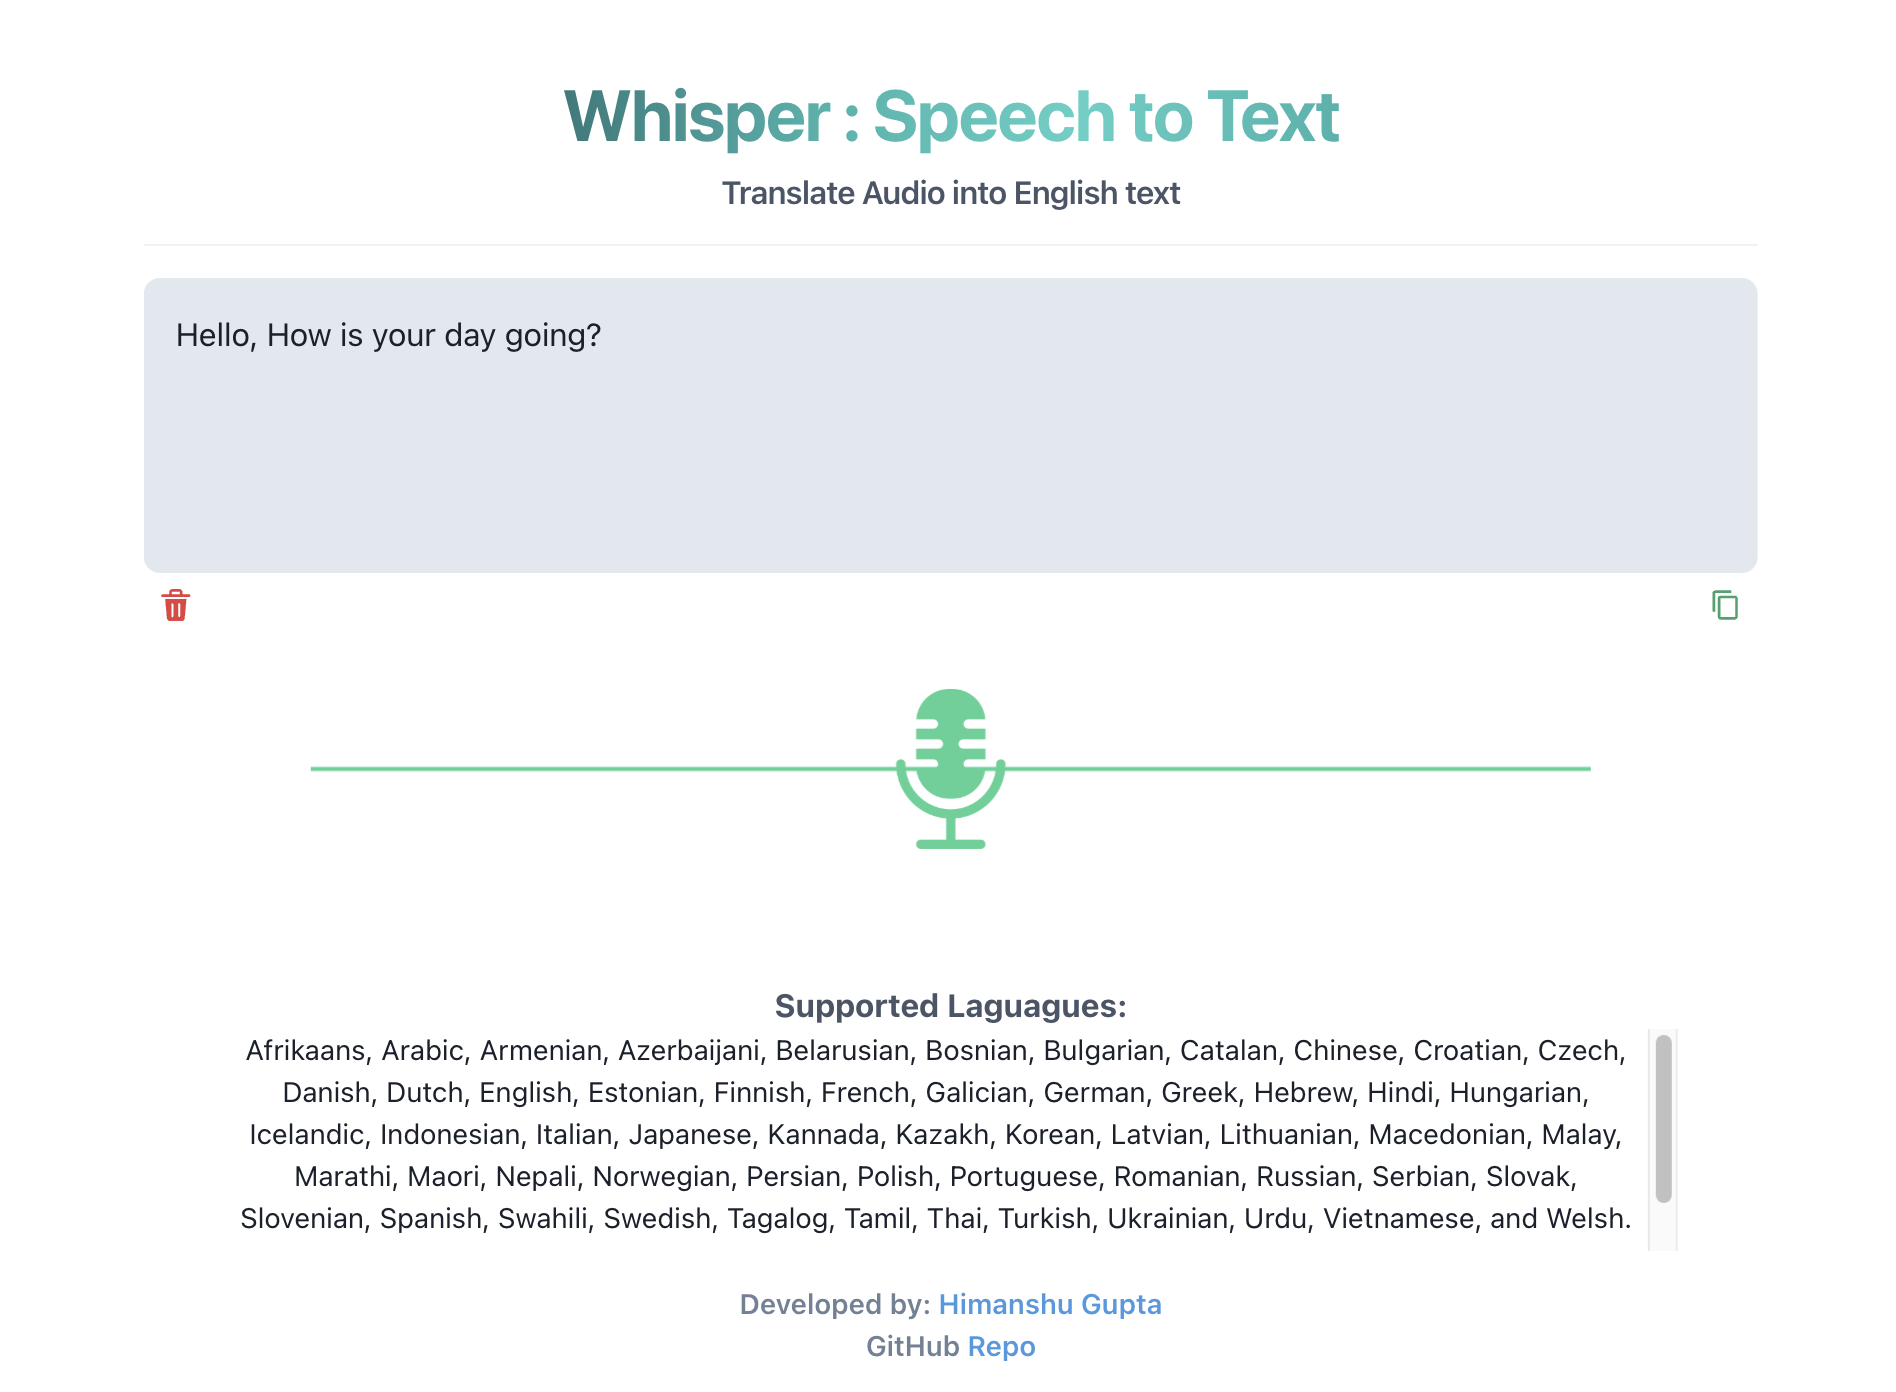 Whisper : Speech to Text
Translate Audio into English text
Hello, How is your day going?
Supported Laguagues:
Afrikaans, Arabic, Armenian, Azerbaijani, Belarusian, Bosnian, Bulgarian, Catalan, Chinese, Croatian, Czech,
Danish, Dutch, English, Estonian, Finnish, French, Galician, German, Greek, Hebrew, Hindi, Hungarian,
Icelandic, Indonesian, Italian, Japanese, Kannada, Kazakh, Korean, Latvian, Lithuanian, Macedonian, Malay,
Marathi, Maori, Nepali, Norwegian, Persian, Polish, Portuguese, Romanian, Russian, Serbian, Slovak,
Slovenian, Spanish, Swahili, Swedish, Tagalog, Tamil, Thai, Turkish, Ukrainian, Urdu, Vietnamese, and Welsh.
Developed by: Himanshu Gupta
GitHub Repo